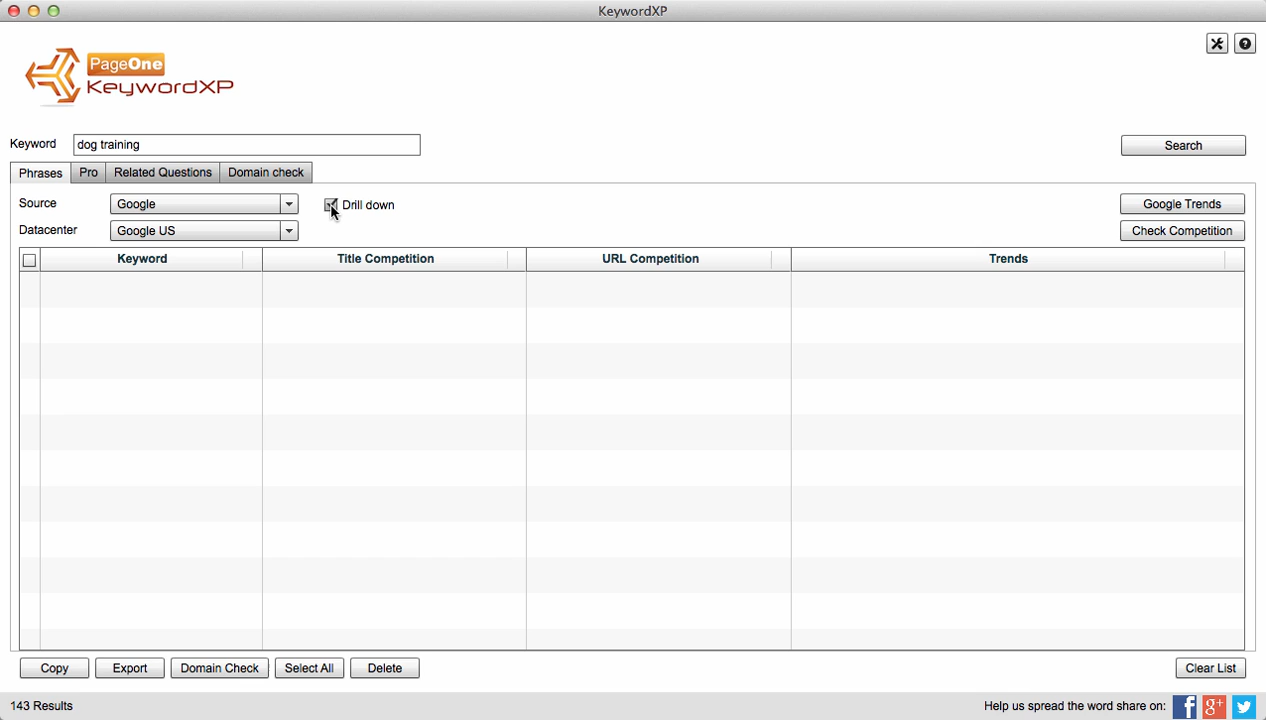 KeywordXP
PageOne
KeywordXP
Keyword dog training Search
Phrases Pro Related Questions Domain check
Source Google Drill down Google Trends
Datacenter Google US Check Competition
Keyword Title Competition URL Competition Trends
Copy Export Domain Check Select All Delete Clear List
143 Results Help us spread the word share on: